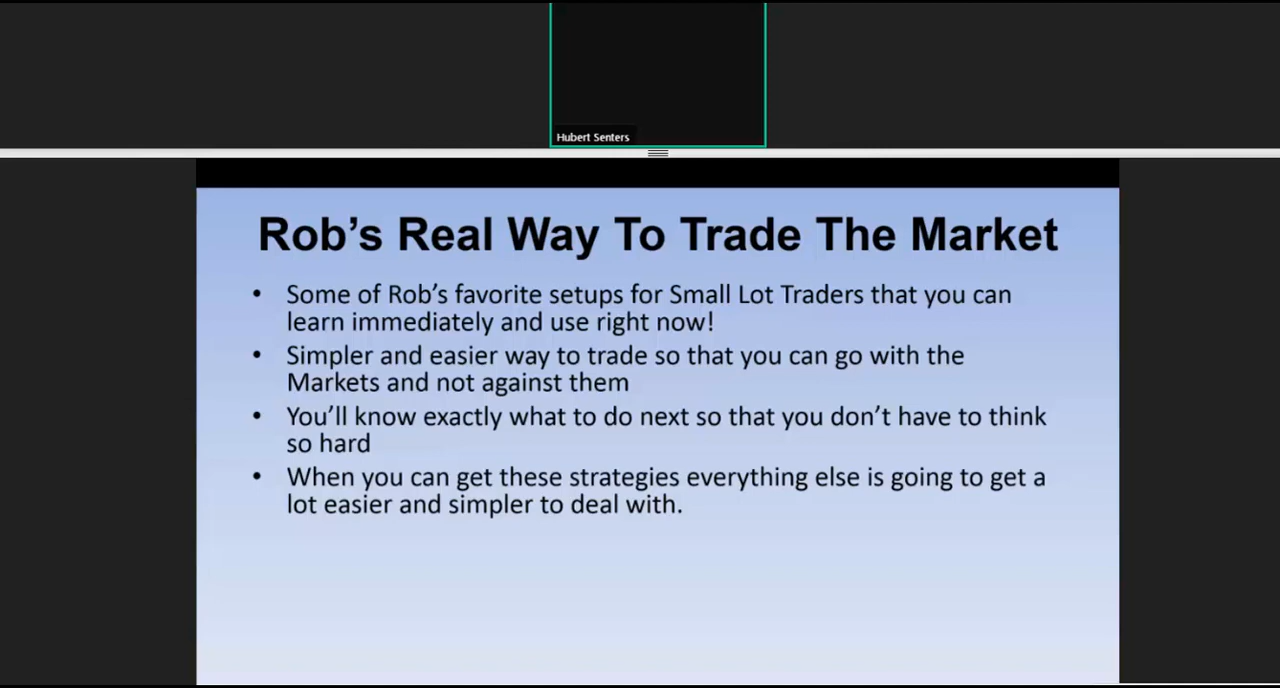 Hubert Senters
Rob’s Real Way To Trade The Market
• Some of Rob’s favorite setups for Small Lot Traders that you can
learn immediately and use right now!
• Simpler and easier way to trade so that you can go with the
Markets and not against them
• You’ll know exactly what to do next so that you don’t have to think
so hard
• When you can get these strategies everything else is going to get a
lot easier and simpler to deal with.